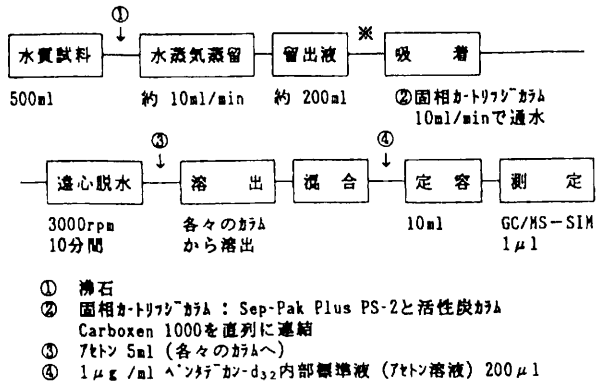 ①
※
水質試料 水蒸気蒸留 留出液 吸 着
500ml 約 10ml/min 約 200ml ②固相カートリッジカラム
10ml/minで通水
③ ④
遠心脱水 溶 出 混 合 定 容 測 定
3000rpm 各々のカラム 10ml GC/MS－SIM
10分間 から溶出 1μl
① 沸石
② 固相カートリッジカラム : Sep-Pak Plus PS-2と活性炭カラム
Carboxen 1000を直列に連結
③ アセトン 5ml (各々のカラムへ)
④ 1μg /ml ペンタデカン-d₃₂内部標準液 (アセトン溶液) 200μl